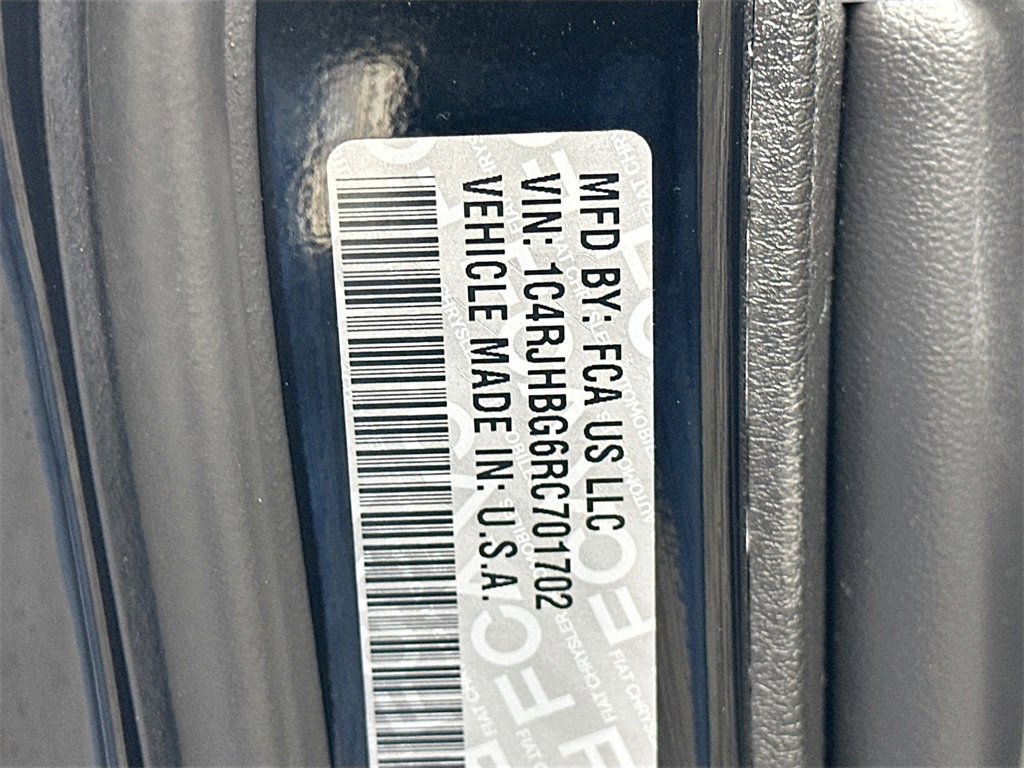 MFD BY: FCA US LLC
VIN: 1C4RJHBG6RC701702
VEHICLE MADE IN: U.S.A.